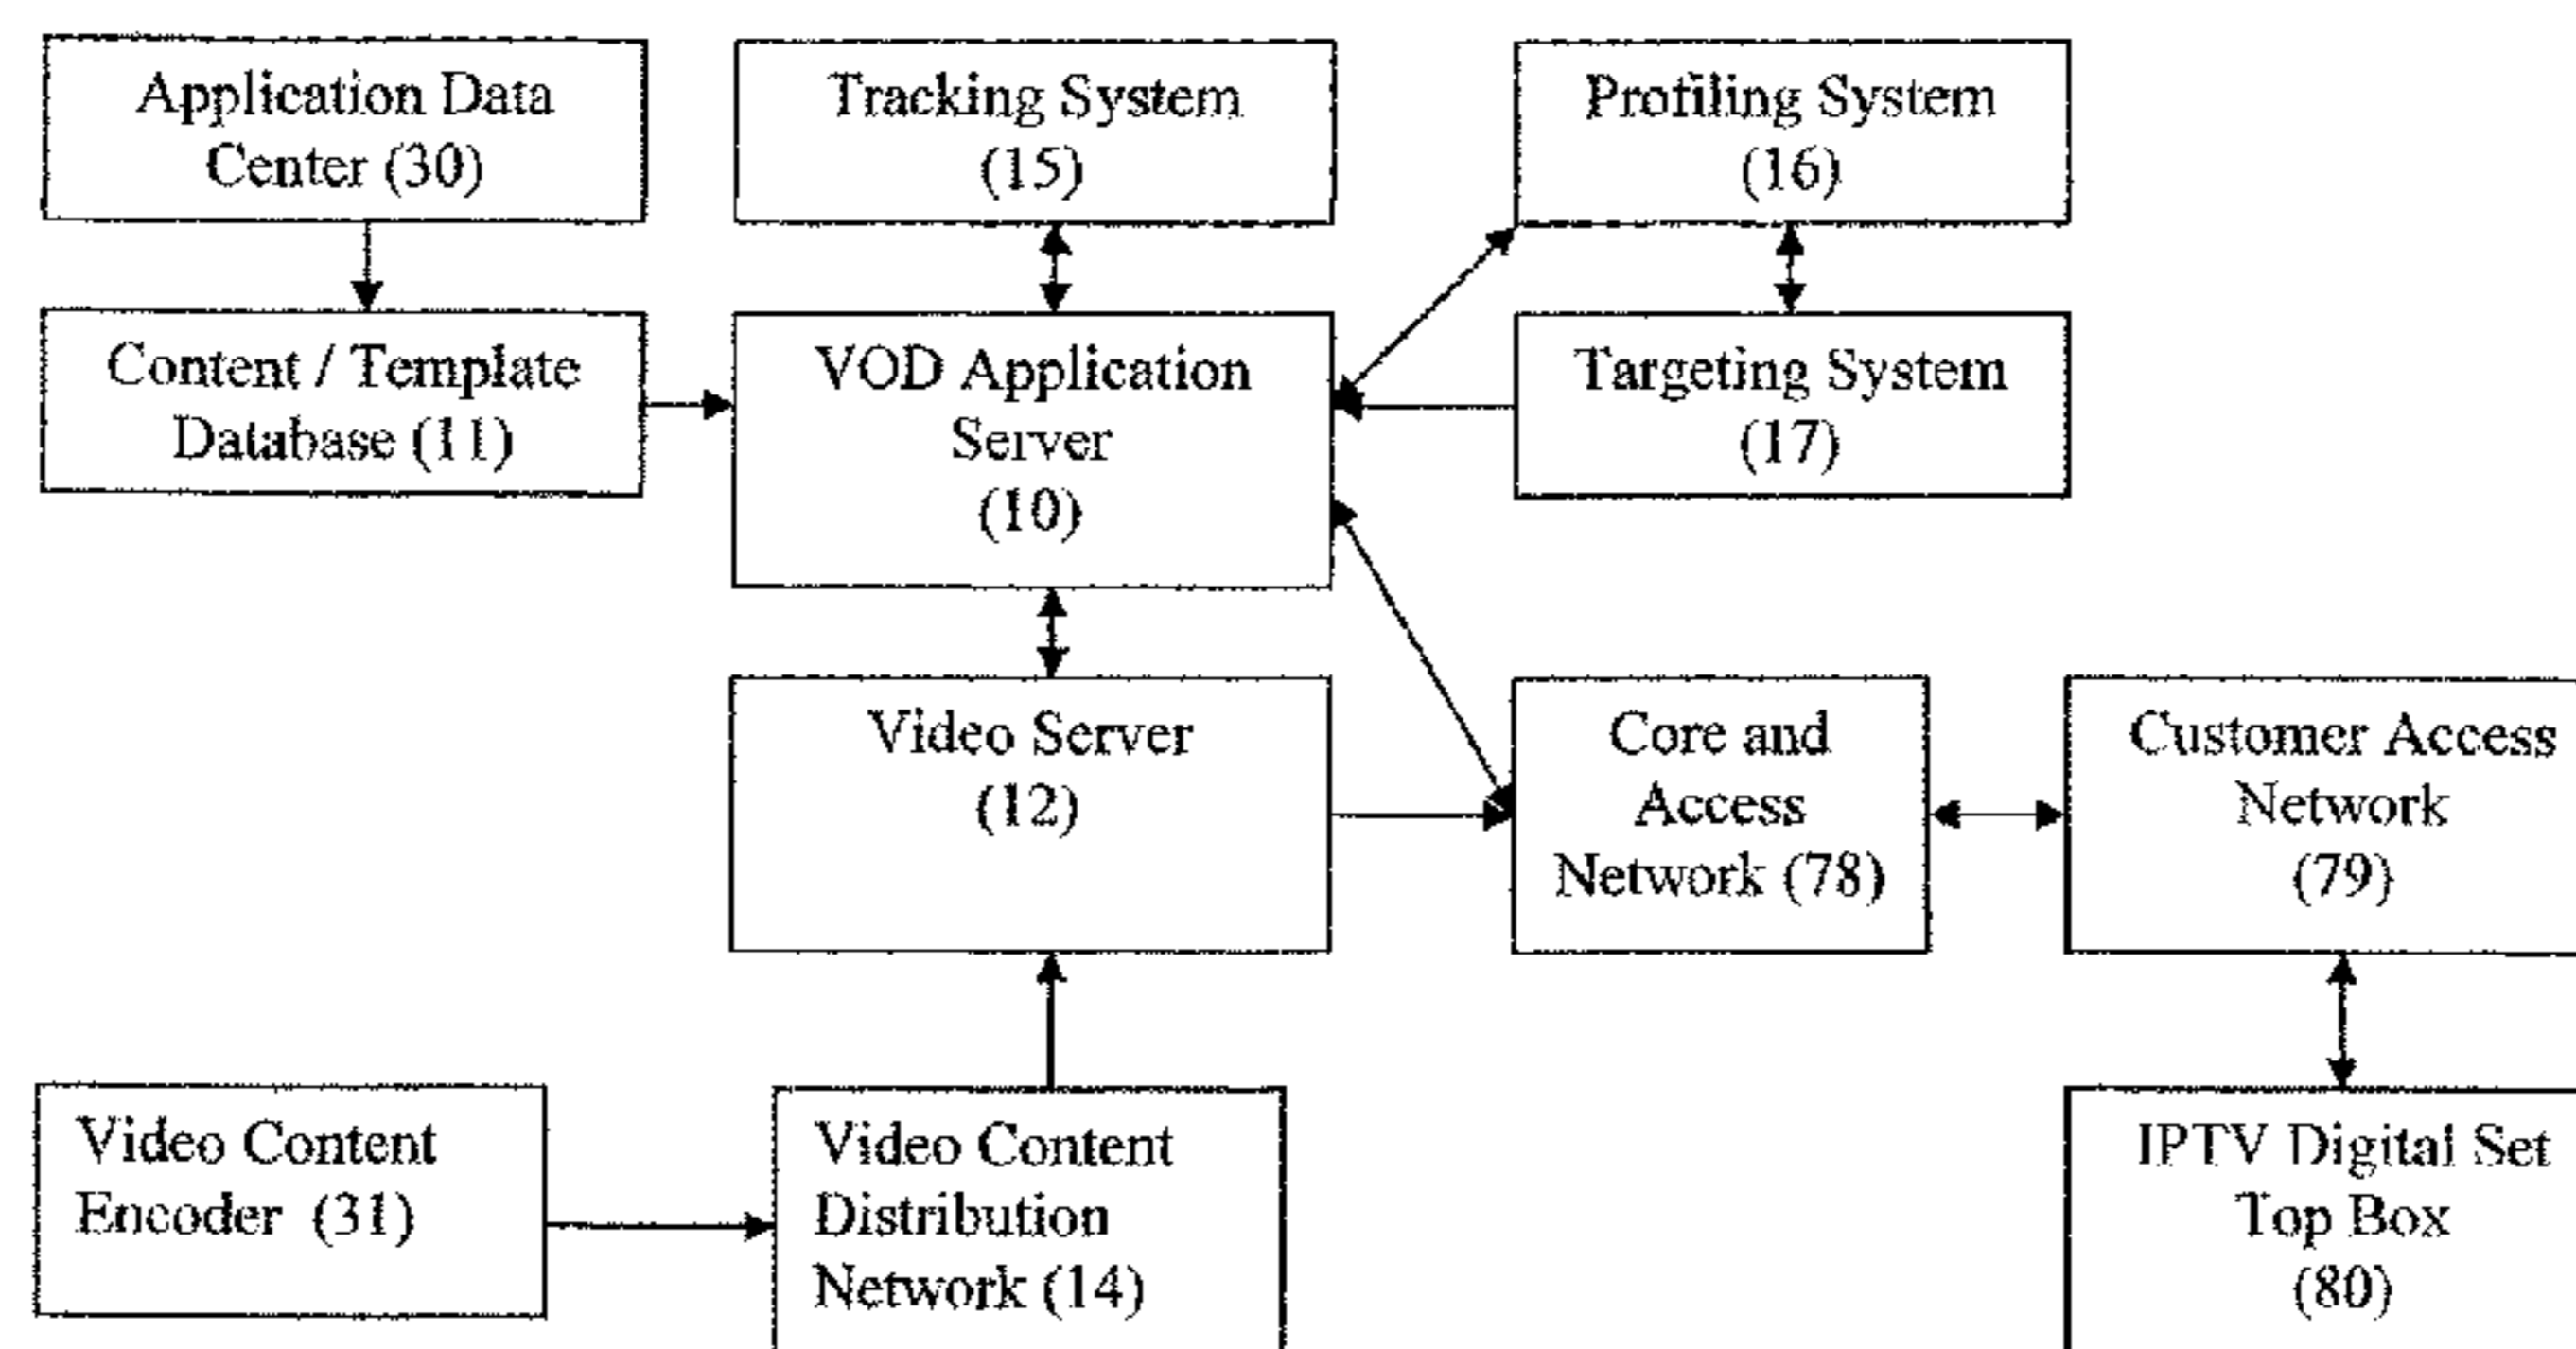 Application Data
Center (30)
Tracking System
(15)
Profiling System
(16)
Content / Template
Database (11)
VOD Application
Server
(10)
Targeting System
(17)
Video Server
(12)
Core and
Access
Network (78)
Customer Access
Network
(79)
Video Content
Encoder (31)
Video Content
Distribution
Network (14)
IPTV Digital Set
Top Box
(80)